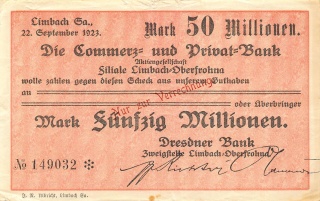 Limbach Sa.,
22. September 1923.
Mark 50 Millionen.
Die Commerz- und Privat-Bank
Aktiengesellschaft
Filiale Limbach-Oberfrohna
wolle zahlen gegen diesen Scheck aus unserem Guthaben
an
Nur zur Verrechnung
oder Überbringer
Mark Fünfzig Millionen.
Dresdner Bank
Zweigstelle Limbach-Oberfrohna
№ 149032 ✻
Limbach Sa.